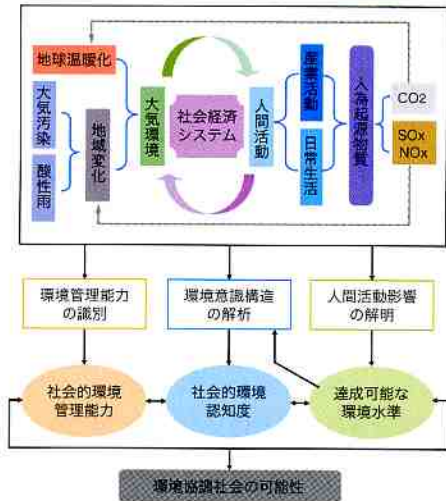 地球温暖化
大気汚染
酸性雨
地域変化
大気環境
社会経済
システム
人間活動
産業活動
日常生活
人為起源物質
CO2
SOx
NOx
環境管理能力
の識別
環境意識構造
の解析
人間活動影響
の解明
社会的環境
管理能力
社会的環境
認知度
達成可能な
環境水準
環境協調社会の可能性